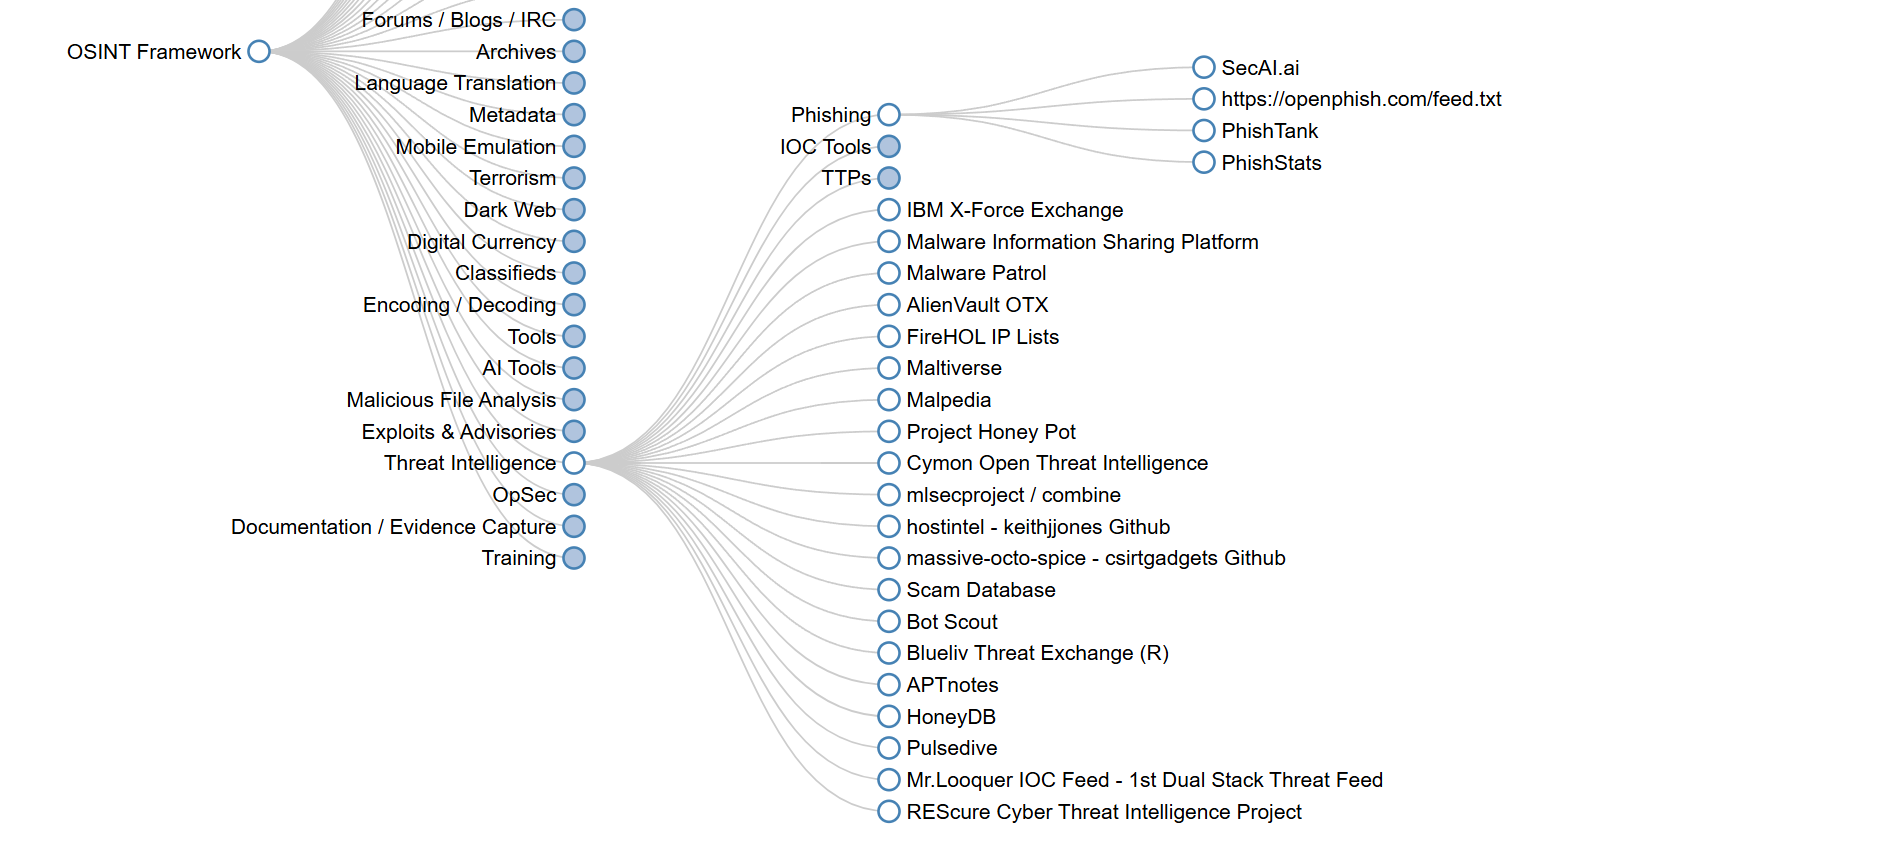 OSINT Framework
Forums / Blogs / IRC
Archives
Language Translation
Metadata
Mobile Emulation
Terrorism
Dark Web
Digital Currency
Classifieds
Encoding / Decoding
Tools
AI Tools
Malicious File Analysis
Exploits & Advisories
Threat Intelligence
OpSec
Documentation / Evidence Capture
Training
Phishing
IOC Tools
TTPs
IBM X-Force Exchange
Malware Information Sharing Platform
Malware Patrol
AlienVault OTX
FireHOL IP Lists
Maltiverse
Malpedia
Project Honey Pot
Cymon Open Threat Intelligence
mlsecproject / combine
hostintel - keithjjones Github
massive-octo-spice - csirtgadgets Github
Scam Database
Bot Scout
Blueliv Threat Exchange (R)
APTnotes
HoneyDB
Pulsedive
Mr.Looquer IOC Feed - 1st Dual Stack Threat Feed
REScure Cyber Threat Intelligence Project
SecAI.ai
https://openphish.com/feed.txt
PhishTank
PhishStats